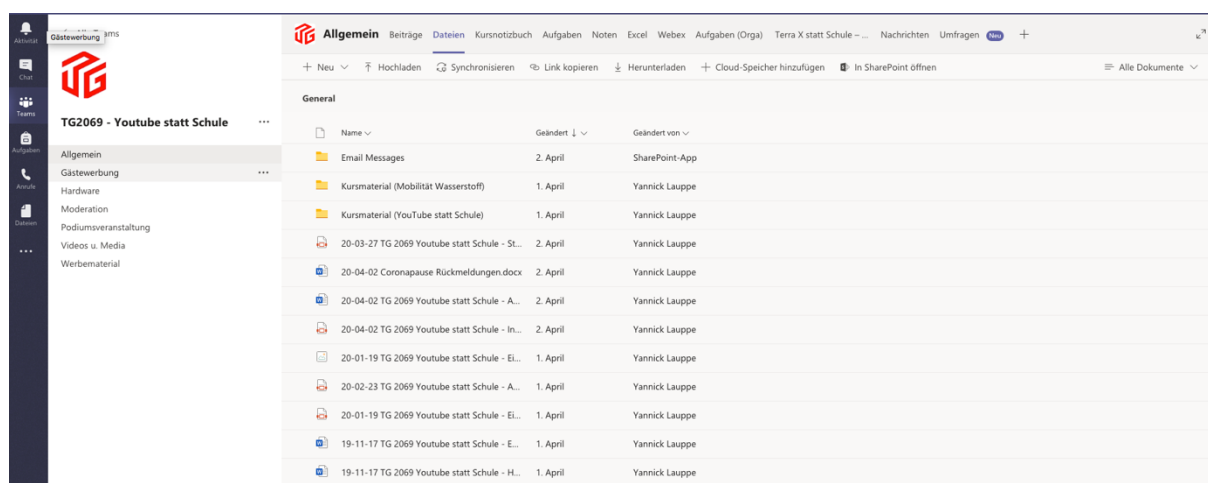 Aktivität
Chat
Teams
Aufgaben
Anrufe
Dateien
Gästewerbung
TG2069 - Youtube statt Schule
Allgemein
Gästewerbung
Hardware
Moderation
Podiumsveranstaltung
Videos u. Media
Werbematerial
Allgemein Beiträge Dateien Kursnotizbuch Aufgaben Noten Excel Webex Aufgaben (Orga) Terra X statt Schule – ... Nachrichten Umfragen Neu
Neu Hochladen Synchronisieren Link kopieren Herunterladen Cloud-Speicher hinzufügen In SharePoint öffnen Alle Dokumente
General
Name Geändert Geändert von
Email Messages 2. April SharePoint-App
Kursmaterial (Mobilität Wasserstoff) 1. April Yannick Lauppe
Kursmaterial (YouTube statt Schule) 1. April Yannick Lauppe
20-03-27 TG 2069 Youtube statt Schule - St... 2. April Yannick Lauppe
20-04-02 Coronapause Rückmeldungen.docx 2. April Yannick Lauppe
20-04-02 TG 2069 Youtube statt Schule - A... 2. April Yannick Lauppe
20-04-02 TG 2069 Youtube statt Schule - In... 2. April Yannick Lauppe
20-01-19 TG 2069 Youtube statt Schule - Ei... 1. April Yannick Lauppe
20-02-23 TG 2069 Youtube statt Schule - A... 1. April Yannick Lauppe
20-01-19 TG 2069 Youtube statt Schule - Ei... 1. April Yannick Lauppe
19-11-17 TG 2069 Youtube statt Schule - E... 1. April Yannick Lauppe
19-11-17 TG 2069 Youtube statt Schule - H... 1. April Yannick Lauppe